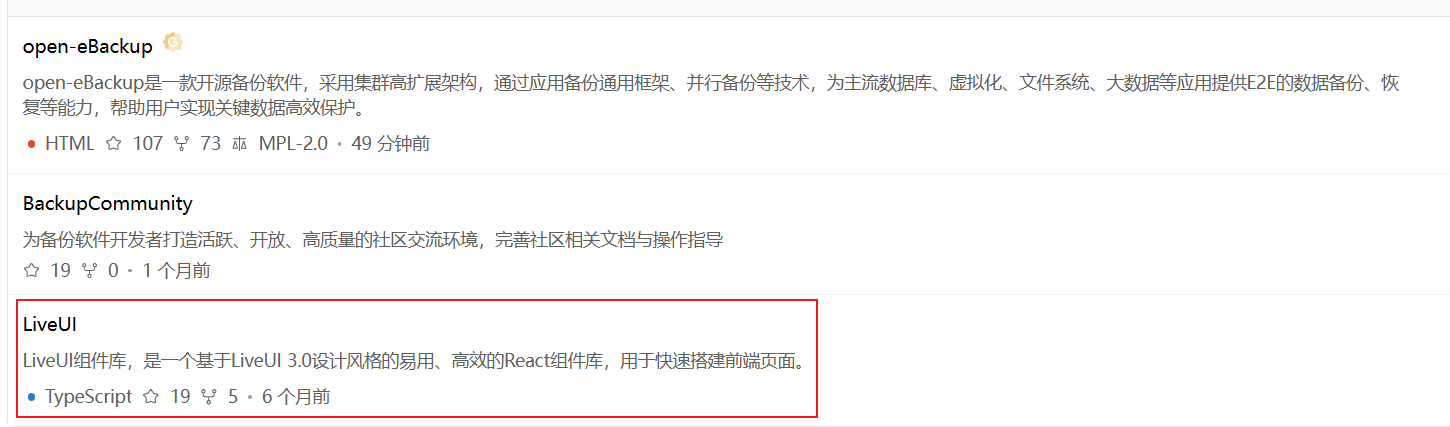 open-eBackup
open-eBackup是一款开源备份软件，采用集群高扩展架构，通过应用备份通用框架、并行备份等技术，为主流数据库、虚拟化、文件系统、大数据等应用提供E2E的数据备份、恢
复等能力，帮助用户实现关键数据高效保护。
HTML 107 73 MPL-2.0 • 49 分钟前
BackupCommunity
为备份软件开发者打造活跃、开放、高质量的社区交流环境，完善社区相关文档与操作指导
19 0 • 1 个月前
LiveUI
LiveUI组件库，是一个基于LiveUI 3.0设计风格的易用、高效的React组件库，用于快速搭建前端页面。
TypeScript 19 5 • 6 个月前